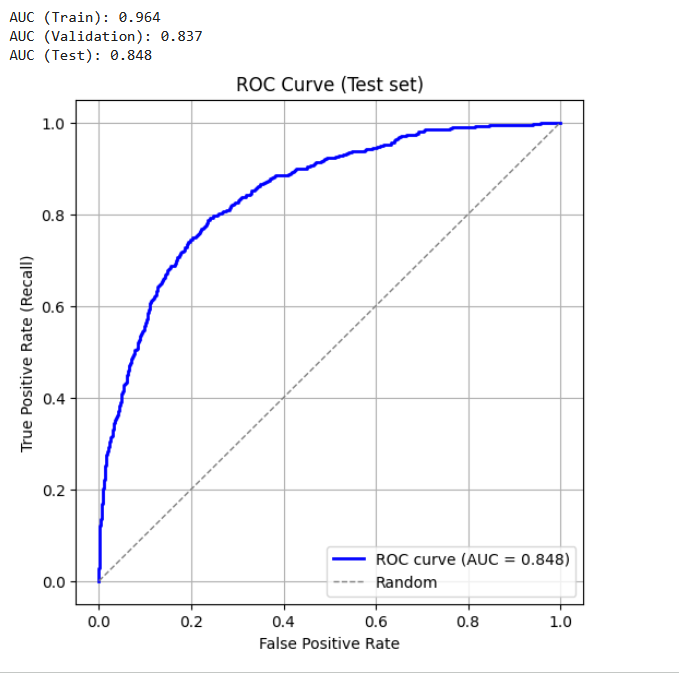 AUC (Train): 0.964
AUC (Validation): 0.837
AUC (Test): 0.848
ROC Curve (Test set)
1.0
0.8
0.6
0.4
0.2
0.0
True Positive Rate (Recall)
ROC curve (AUC = 0.848)
Random
0.0 0.2 0.4 0.6 0.8 1.0
False Positive Rate